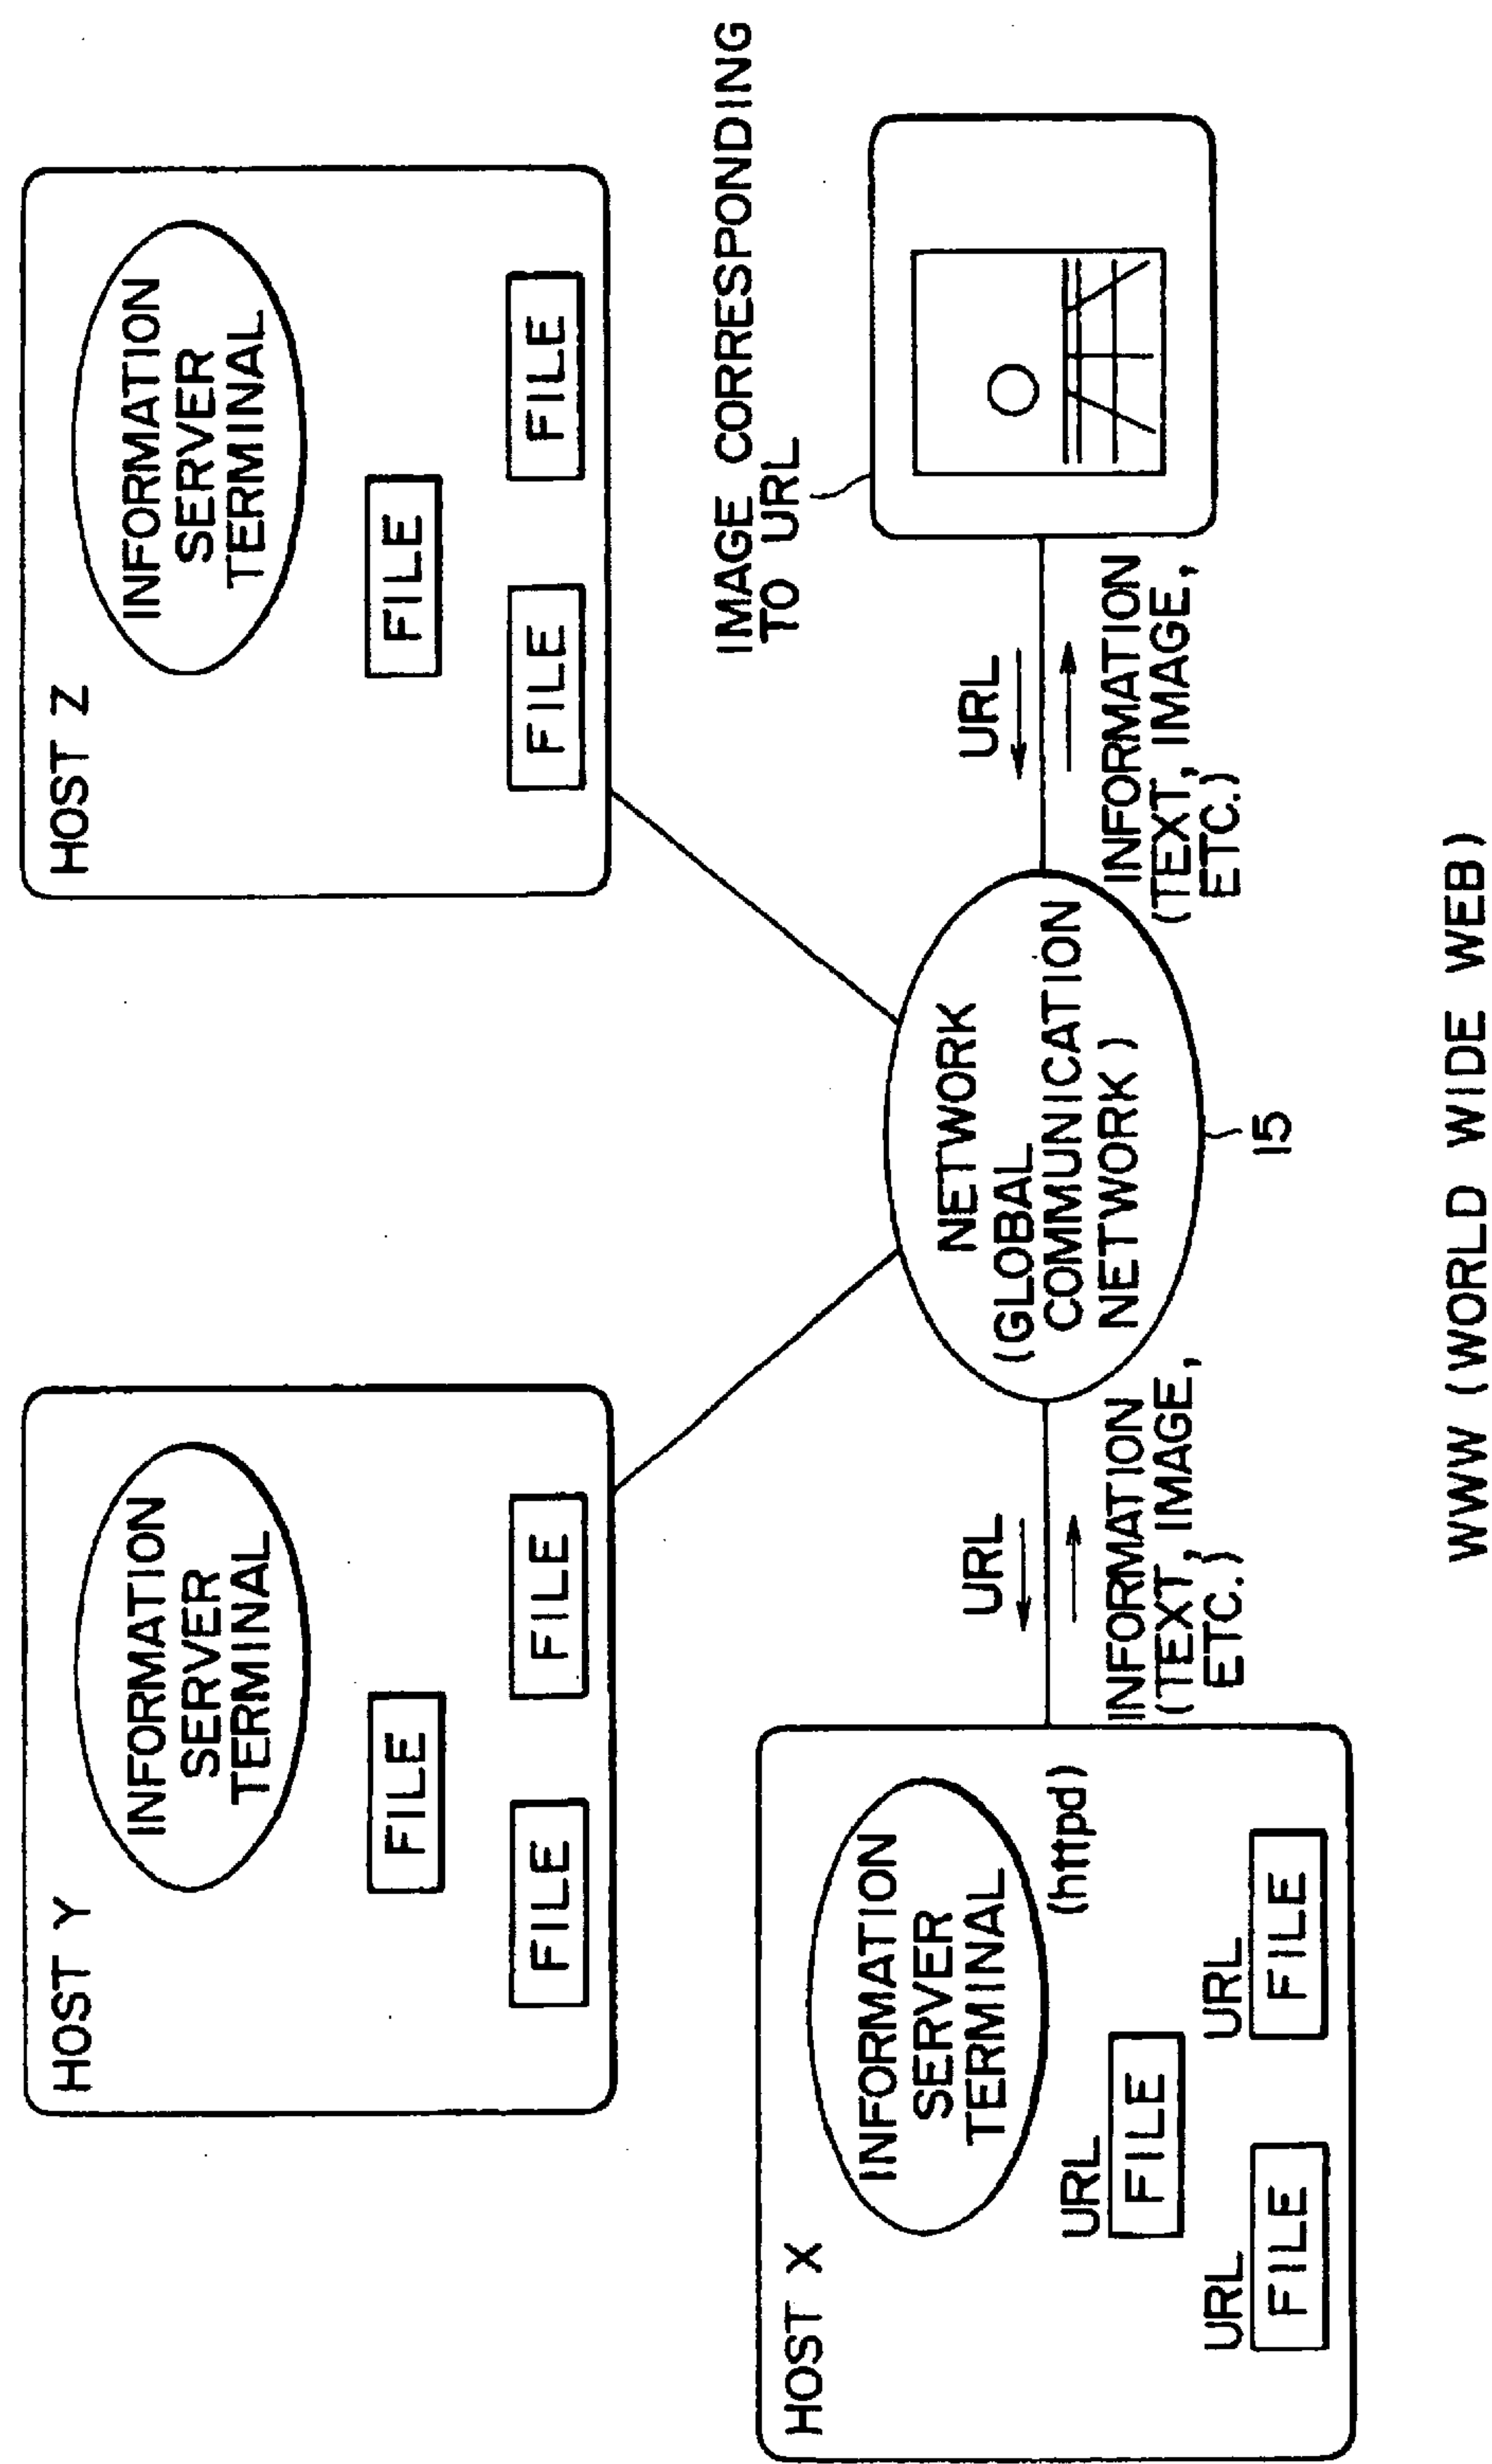 HOST Y
INFORMATION
SERVER
TERMINAL
FILE
FILE
FILE
HOST Z
INFORMATION
SERVER
TERMINAL
FILE
FILE
FILE
HOST X
INFORMATION
SERVER
TERMINAL
(httpd)
URL
FILE
URL
FILE
URL
FILE
URL
INFORMATION
(TEXT, IMAGE,
ETC.)
NETWORK
(GLOBAL
COMMUNICATION
NETWORK)
15
URL
INFORMATION
(TEXT, IMAGE,
ETC.)
IMAGE CORRESPONDING
TO URL
WWW (WORLD WIDE WEB)